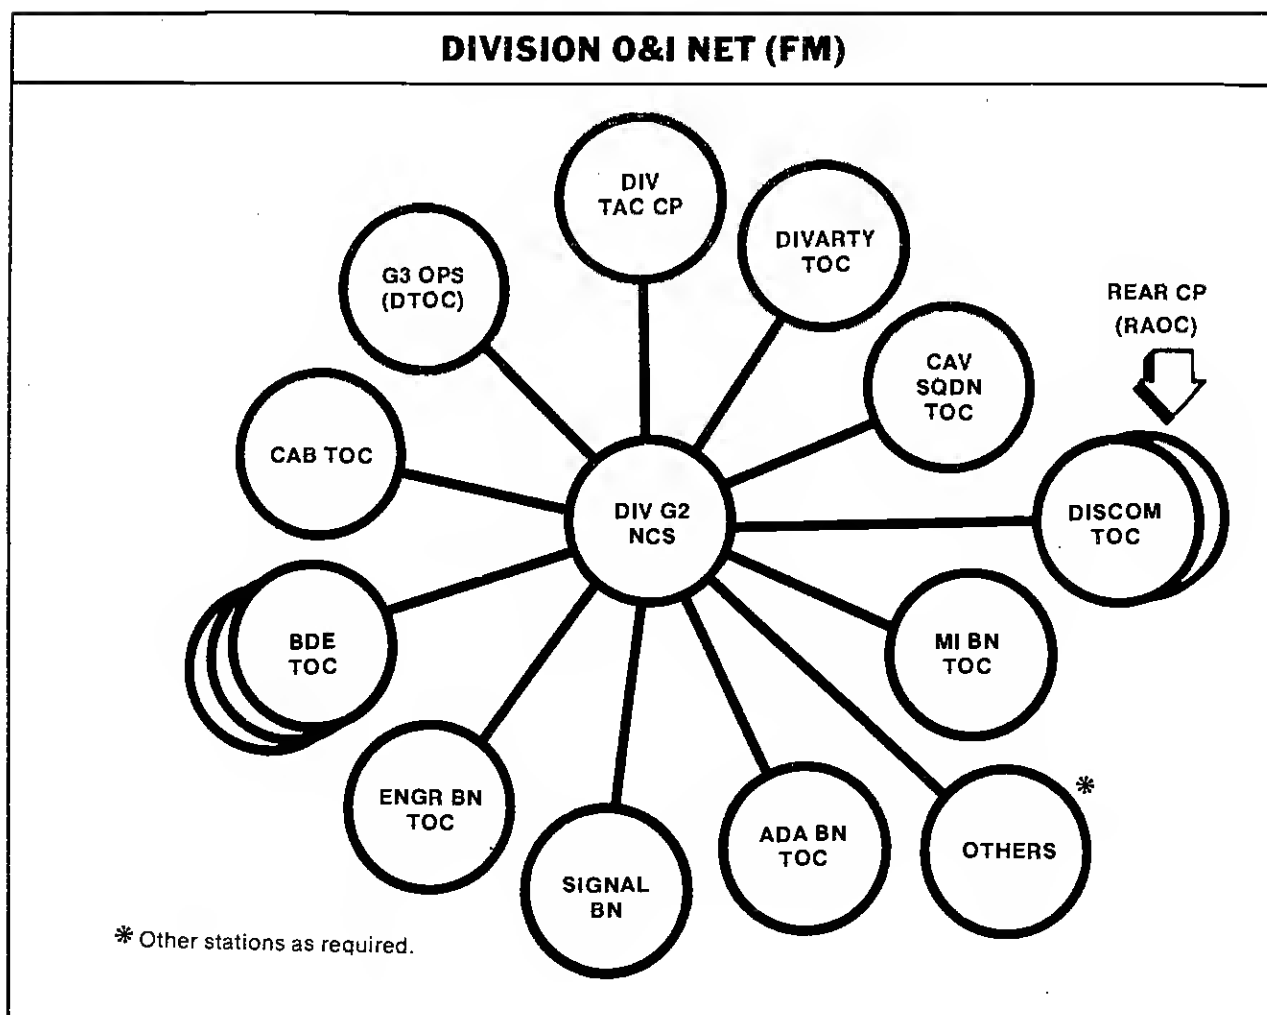 DIVISION O&I NET (FM)
DIV
TAC CP
DIVARTY
TOC
G3 OPS
(DTOC)
REAR CP
(RAOC)
CAV
SQDN
TOC
CAB TOC
DIV G2
NCS
DISCOM
TOC
BDE
TOC
MI BN
TOC
ENGR BN
TOC
ADA BN
TOC
OTHERS
*
SIGNAL
BN
* Other stations as required.